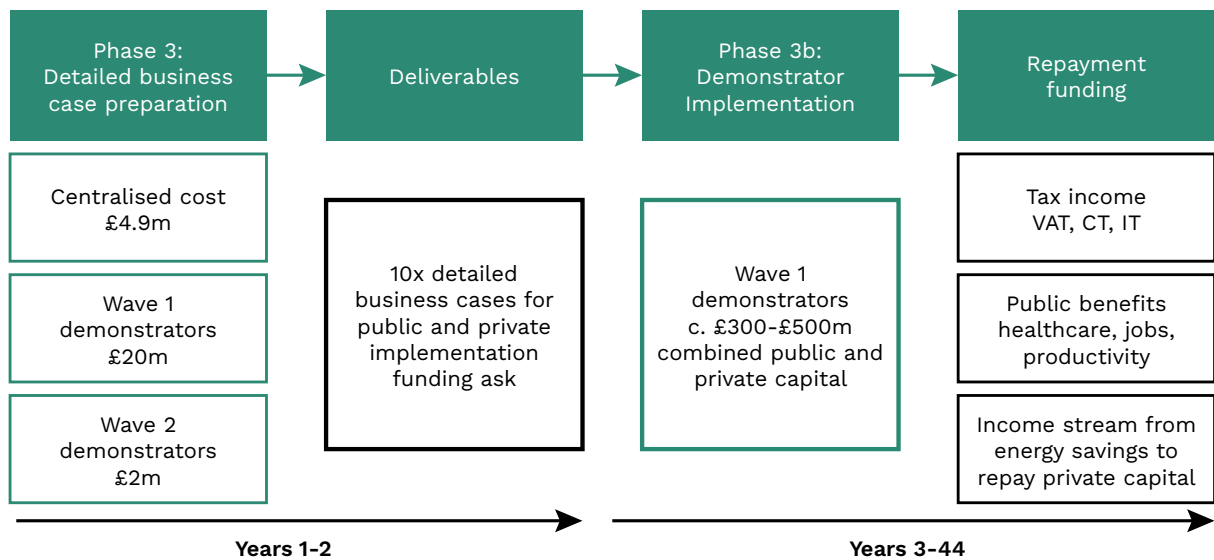 Phase 3:
Detailed business
case preparation
Deliverables
Phase 3b:
Demonstrator
Implementation
Repayment
funding
Centralised cost
£4.9m
Wave 1
demonstrators
£20m
Wave 2
demonstrators
£2m
10x detailed
business cases for
public and private
implementation
funding ask
Wave 1
demonstrators
c. £300-£500m
combined public and
private capital
Tax income
VAT, CT, IT
Public benefits
healthcare, jobs,
productivity
Income stream from
energy savings to
repay private capital
Years 1-2
Years 3-44